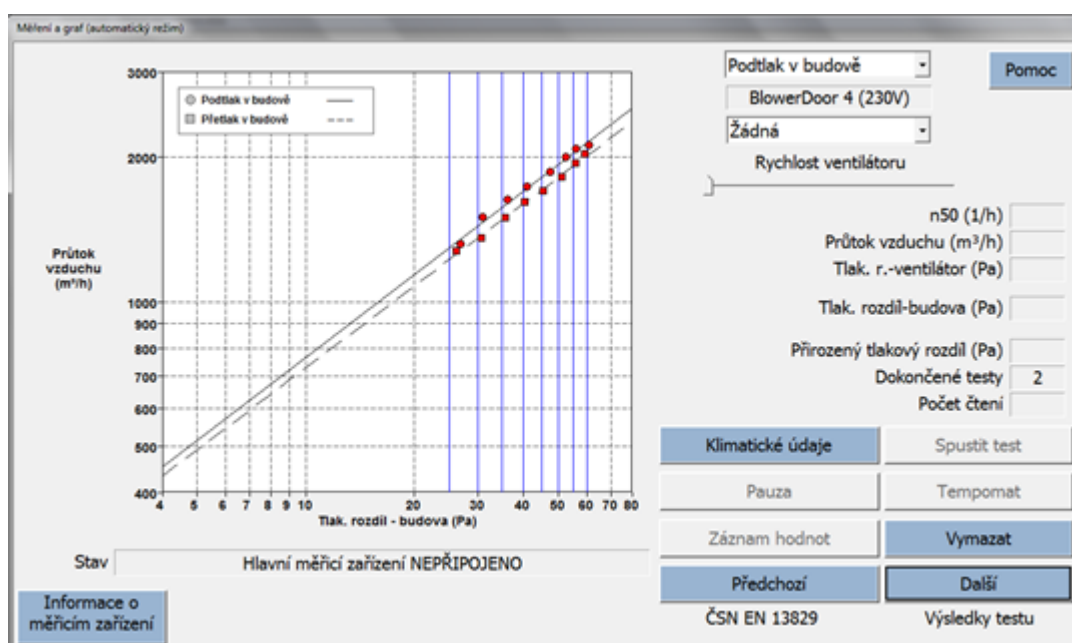 Měření a graf (automatický režim)
3000
2000
1000
900
800
700
600
500
400
Průtok
vzduchu
(m³/h)
Podtlak v budově
Přetlak v budově
4 5 6 7 8 9 10 20 30 40 50 60 70 80
Tlak. rozdíl - budova (Pa)
Stav
Hlavní měřicí zařízení NEPŘIPOJENO
Informace o
měřicím zařízení
Podtlak v budově
Pomoc
BlowerDoor 4 (230V)
Žádná
Rychlost ventilátoru
n50 (1/h)
Průtok vzduchu (m³/h)
Tlak. r.-ventilátor (Pa)
Tlak. rozdíl-budova (Pa)
Přirozený tlakový rozdíl (Pa)
Dokončené testy 2
Počet čtení
Klimatické údaje
Spustit test
Pauza
Tempomat
Záznam hodnot
Vymazat
Předchozí
Další
ČSN EN 13829
Výsledky testu